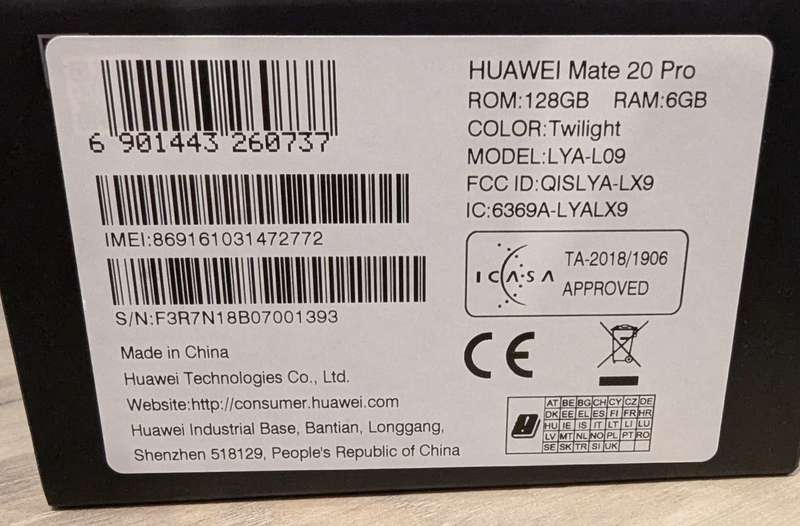 6 901443 260737
IMEI:869161031472772
S/N:F3R7N18B07001393
Made in China
Huawei Technologies Co., Ltd.
Website:http://consumer.huawei.com
Huawei Industrial Base, Bantian, Longgang,
Shenzhen 518129, People's Republic of China
HUAWEI Mate 20 Pro
ROM:128GB RAM:6GB
COLOR:Twilight
MODEL:LYA-L09
FCC ID:QISLYA-LX9
IC:6369A-LYALX9
ICASA
TA-2018/1906
APPROVED
CE
AT BE BG CH CY CZ DE
DK EE EL ES FI FR HR
HU IE IS IT LT LI LU
LV MT NL NO PL PT RO
SE SK TR SI UK